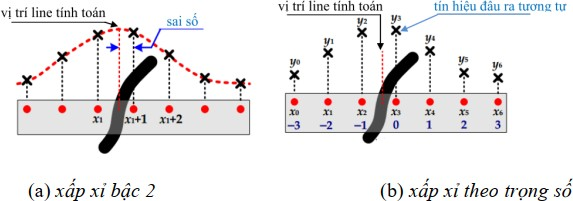 vị trí line tính toán
sai số
x₁ x₁+1 x₁+2
(a) xấp xỉ bậc 2
vị trí line tính toán
tín hiệu đầu ra tương tự
y₀ y₁ y₂ y₃ y₄ y₅ y₆
x₀ x₁ x₂ x₃ x₄ x₅ x₆
−3 −2 −1 0 1 2 3
(b) xấp xỉ theo trọng số